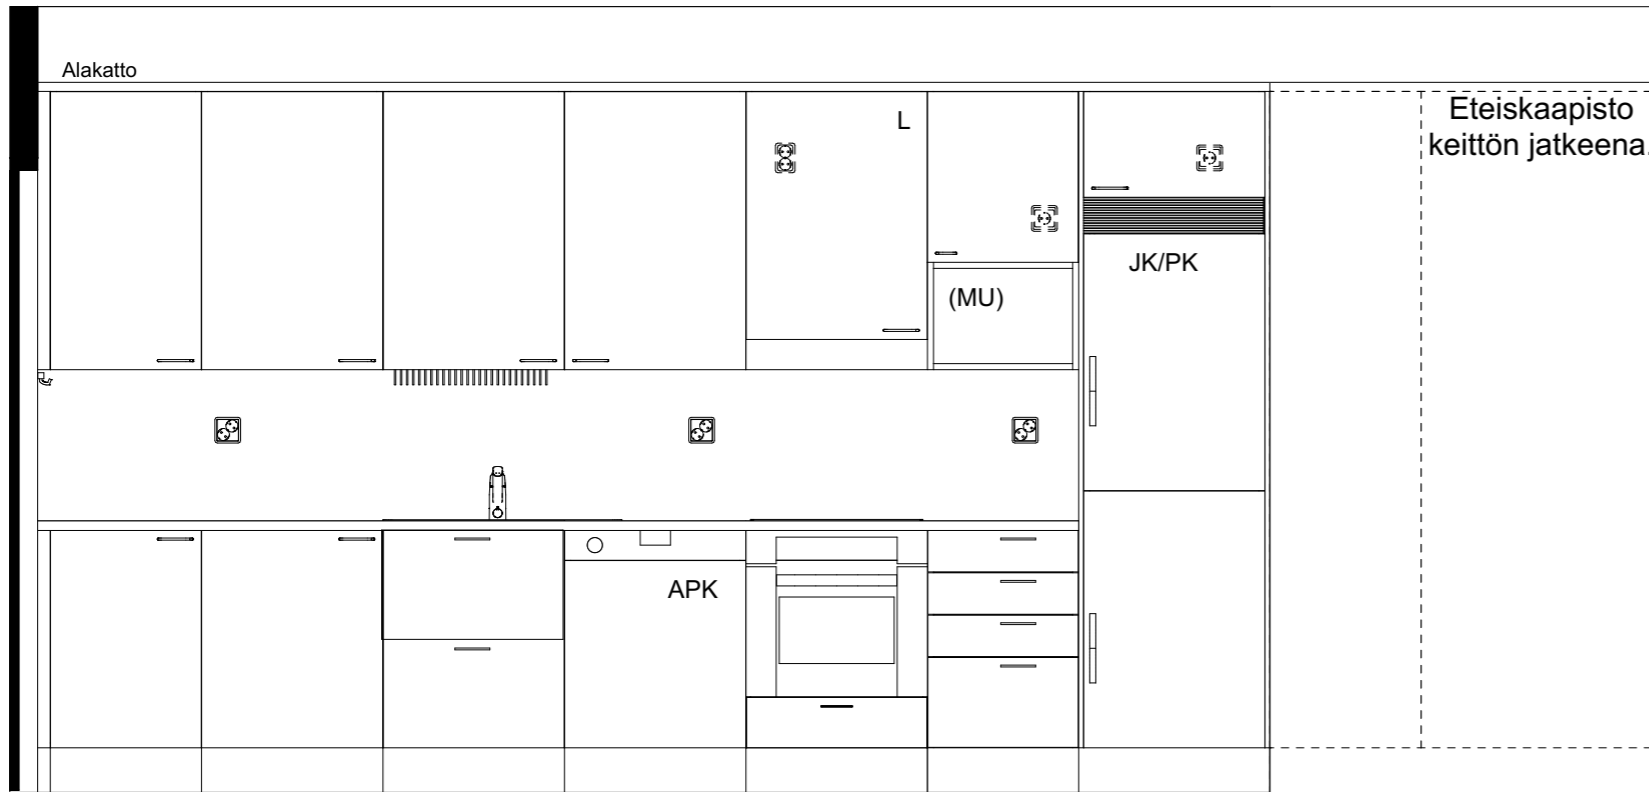 Alakatto
Eteiskaapisto
keittön jatkeena.
L
JK/PK
(MU)
APK